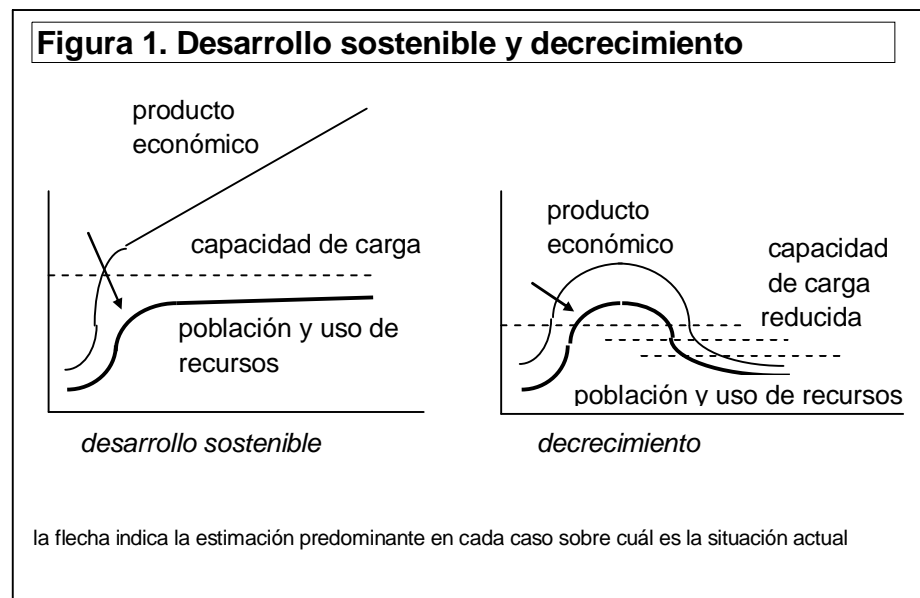 Figura 1. Desarrollo sostenible y decrecimiento
producto
económico
capacidad de carga
población y uso de
recursos
desarrollo sostenible
producto
económico
capacidad
de carga
reducida
población y uso de recursos
decrecimiento
la flecha indica la estimación predominante en cada caso sobre cuál es la situación actual